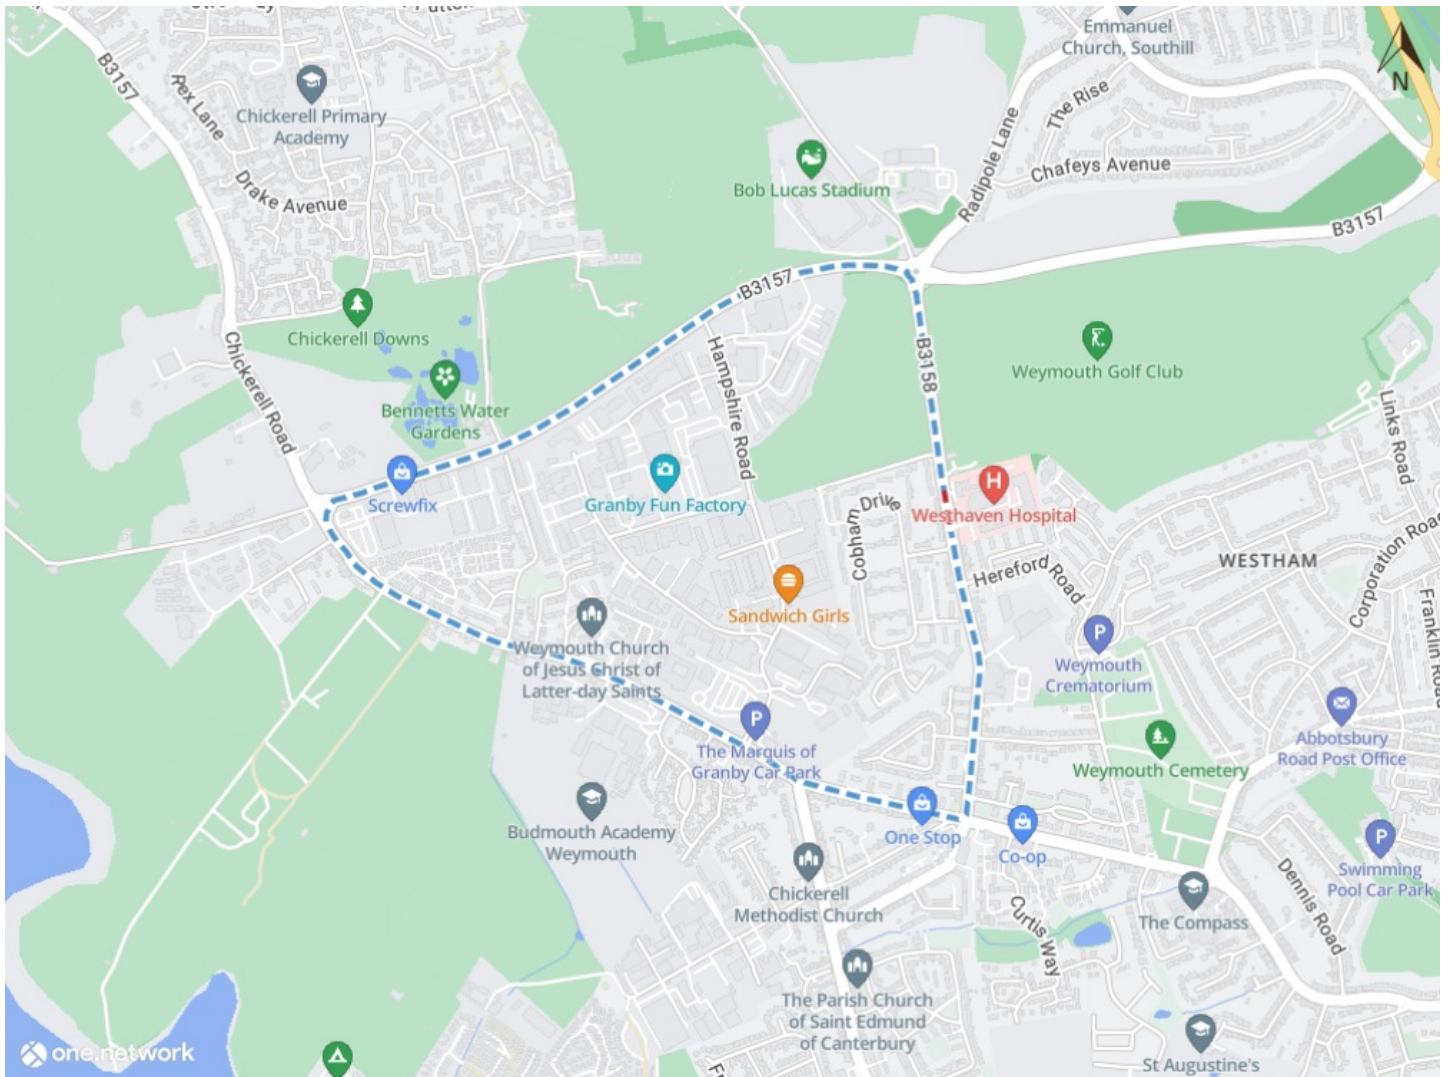 Emmanuel
Church, Southill
N
B3157
Rex Lane
Chickerell Primary
Academy
The Rise
Drake Avenue
Bob Lucas Stadium
Radipole Lane
Chafeys Avenue
B3157
B3157
Chickerell Downs
Chickerell Road
Hampshire Road
B3158
Weymouth Golf Club
Links Road
Bennetts Water
Gardens
Screwfix
Granby Fun Factory
Cobham Drive
Westhaven Hospital
WESTHAM
Corporation Road
Hereford Road
Sandwich Girls
Franklin Road
Weymouth Church
of Jesus Christ of
Latter-day Saints
P
Weymouth
Crematorium
P
The Marquis of
Granby Car Park
Abbotsbury
Road Post Office
Weymouth Cemetery
Budmouth Academy
Weymouth
One Stop
Co-op
P
Swimming
Pool Car Park
Chickerell
Methodist Church
Curtis Way
The Compass
Dennis Road
The Parish Church
of Saint Edmund
of Canterbury
one.network
St Augustine's
H